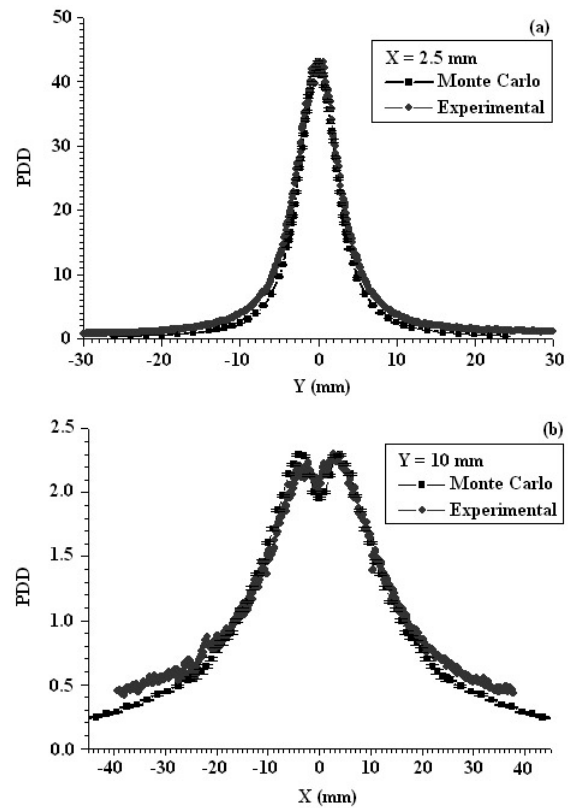 (a)
50
X = 2.5 mm
Monte Carlo
Experimental
40
30
PDD
20
10
0
-30 -20 -10 0 10 20 30
Y (mm)
(b)
2.5
Y = 10 mm
Monte Carlo
Experimental
2.0
1.5
PDD
1.0
0.5
0.0
-40 -30 -20 -10 0 10 20 30 40
X (mm)